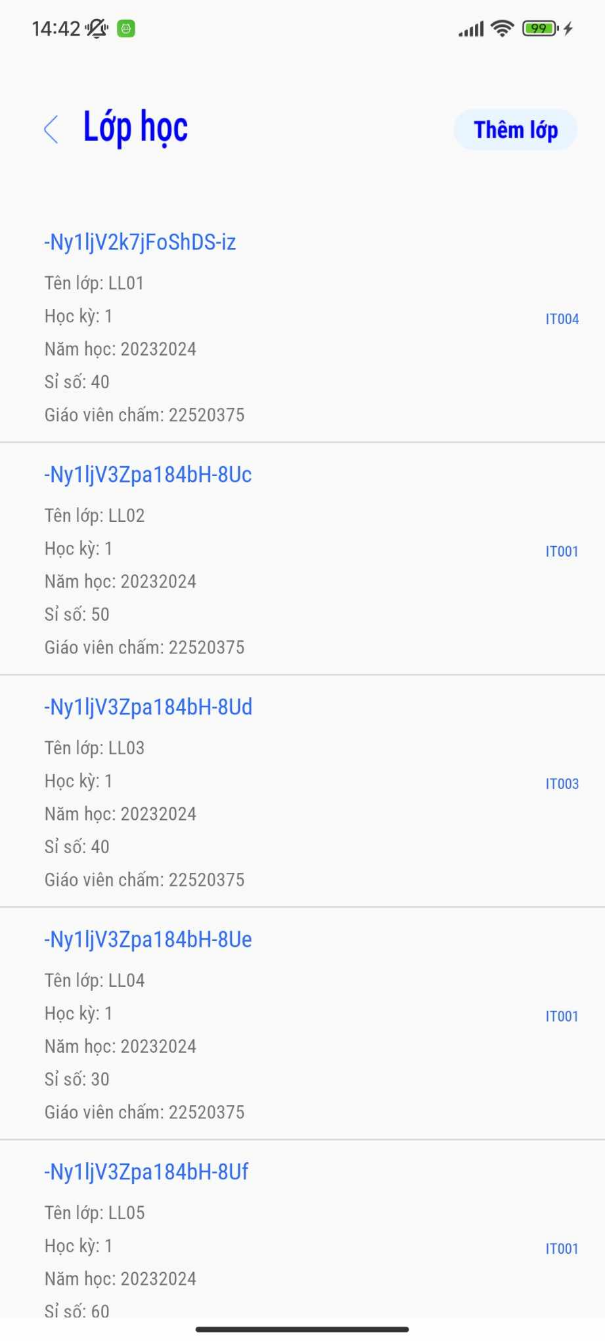 14:42
99
Lớp học
Thêm lớp
-Ny1ljV2k7jFoShDS-iz
Tên lớp: LL01
Học kỳ: 1
IT004
Năm học: 20232024
Sỉ số: 40
Giáo viên chấm: 22520375
-Ny1ljV3Zpa184bH-8Uc
Tên lớp: LL02
Học kỳ: 1
IT001
Năm học: 20232024
Sỉ số: 50
Giáo viên chấm: 22520375
-Ny1ljV3Zpa184bH-8Ud
Tên lớp: LL03
Học kỳ: 1
IT003
Năm học: 20232024
Sỉ số: 40
Giáo viên chấm: 22520375
-Ny1ljV3Zpa184bH-8Ue
Tên lớp: LL04
Học kỳ: 1
IT001
Năm học: 20232024
Sỉ số: 30
Giáo viên chấm: 22520375
-Ny1ljV3Zpa184bH-8Uf
Tên lớp: LL05
Học kỳ: 1
IT001
Năm học: 20232024
Sỉ số: 60